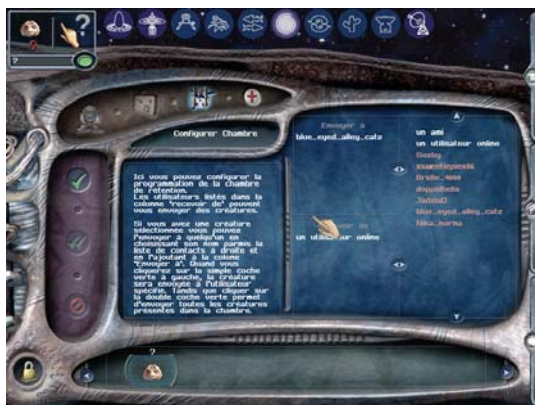 ?
?
Configurer Chambre
Ici vous pouvez configurer la
programmation de la chambre
de rétention.
Les utilisateurs listés dans la
colonne "recevoir de" peuvent
vous envoyer des créatures.
Si vous avez une créature
sélectionnée vous pouvez
l'envoyer à quelqu'un en
choisissant son nom parmis la
liste de contacts à droite et
en l'ajoutant à la colonne
"Envoyer à". Quand vous
cliquerez sur la simple coche
verte à gauche, la créature
sera envoyée à l'utilisateur
spécifié. Tandis que cliquer sur
la double coche verte permet
d'envoyer toutes les créatures
présentes dans la chambre.
Envoyer à
blue_eyed_alley_catz
un utilisateur online
un ami
un utilisateur online
blue_eyed_alley_catz
Nika_norma
?